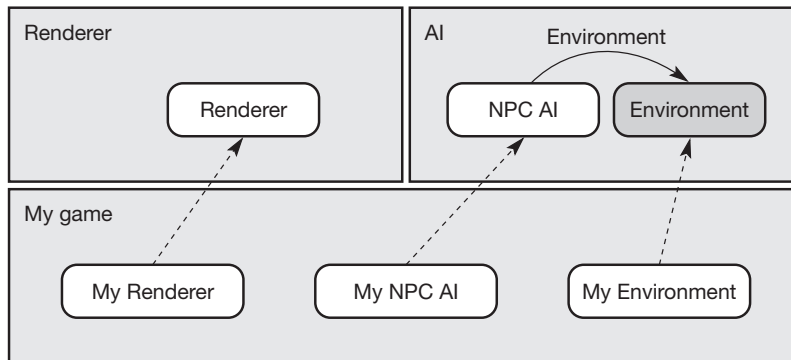 Renderer
AI
Environment
Renderer
NPC AI
Environment
My game
My Renderer
My NPC AI
My Environment